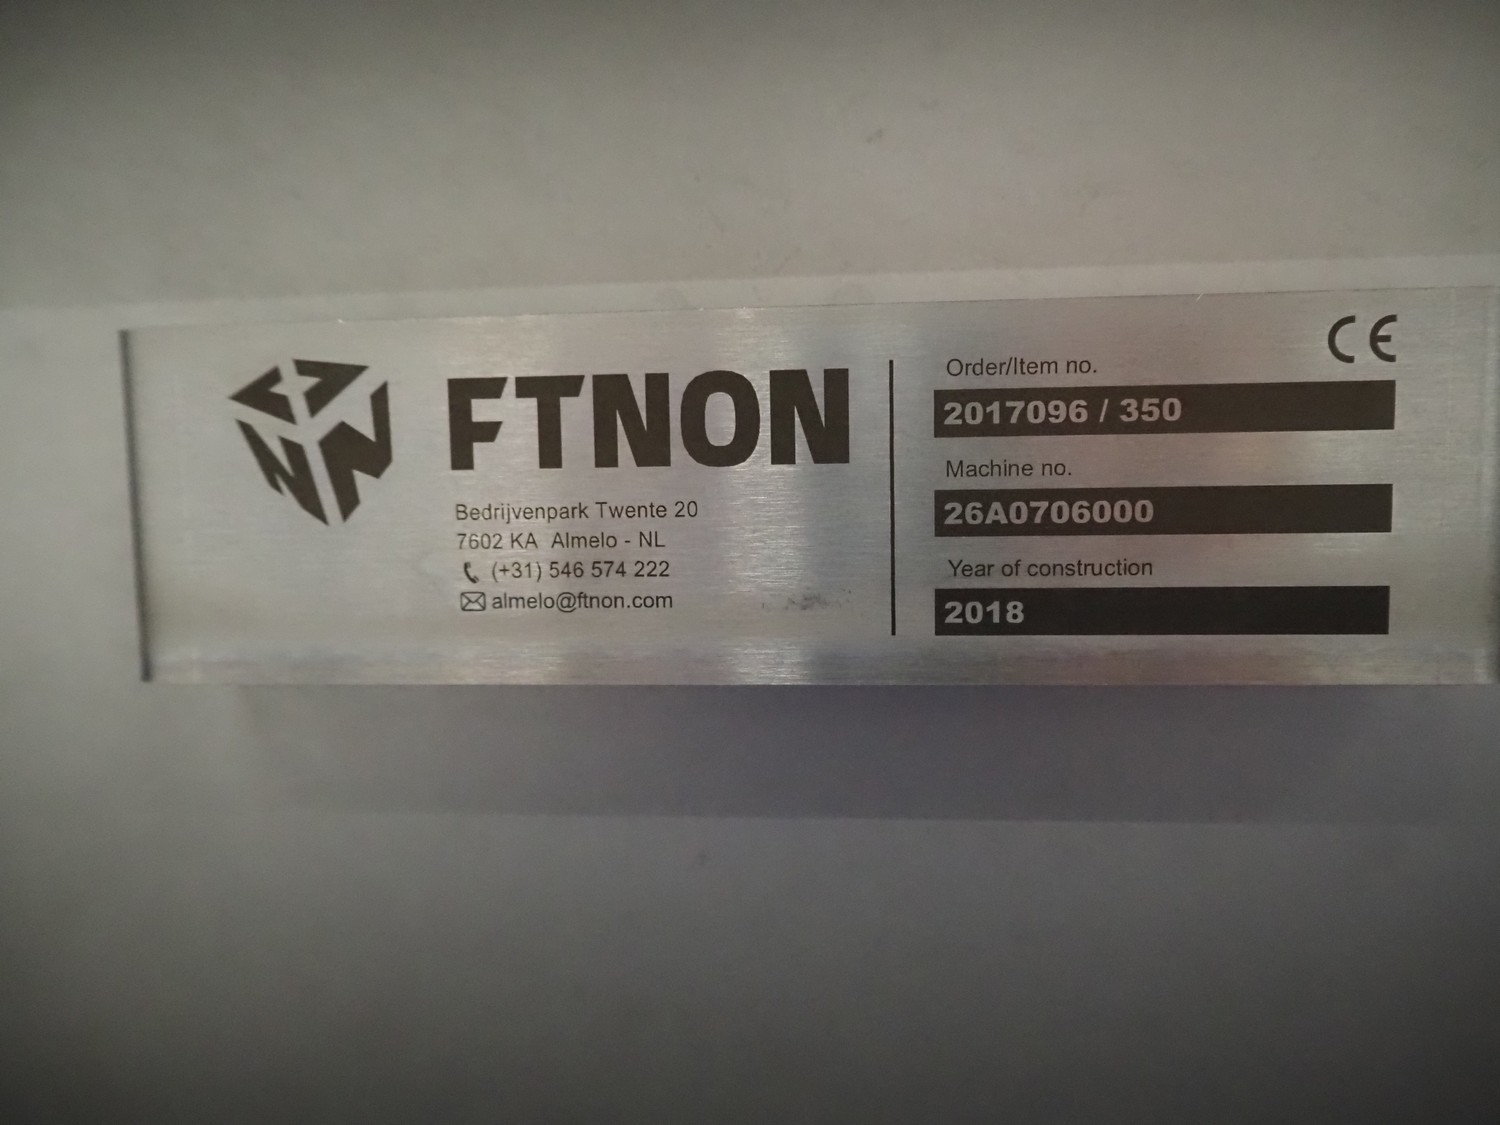 FTNON
Bedrijvenpark Twente 20
7602 KA Almelo - NL
(+31) 546 574 222
almelo@ftnon.com
CE
Order/Item no.
2017096 / 350
Machine no.
26A0706000
Year of construction
2018